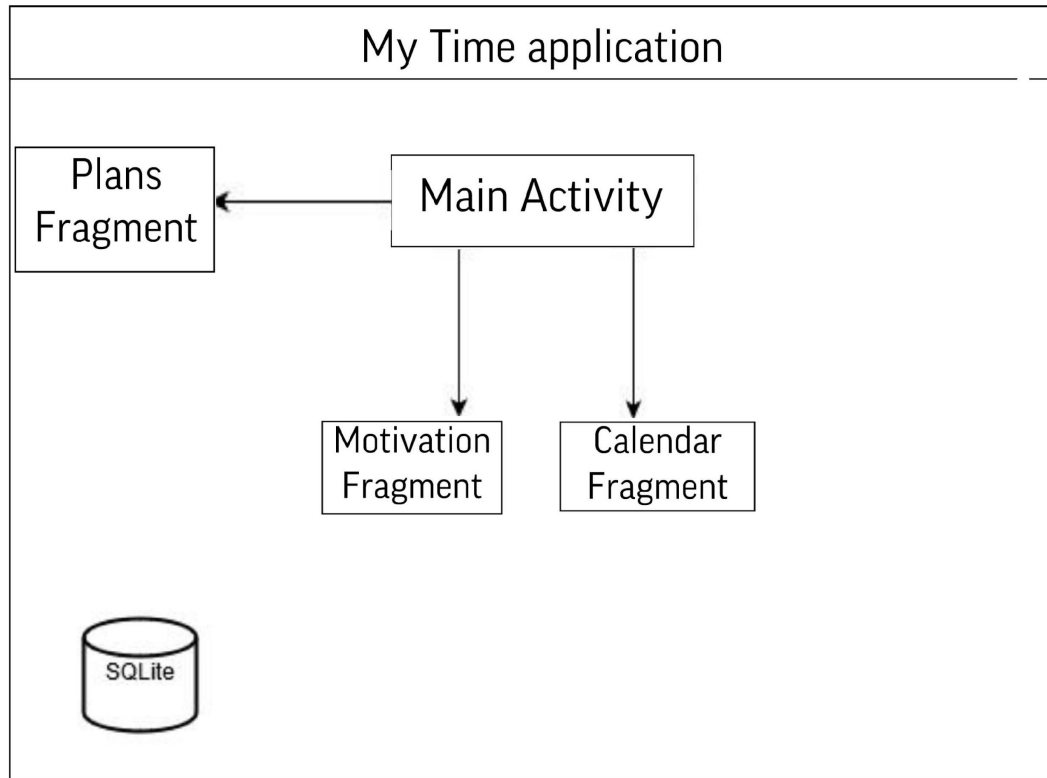 My Time application
Plans
Fragment
Main Activity
Motivation
Fragment
Calendar
Fragment
SQLite